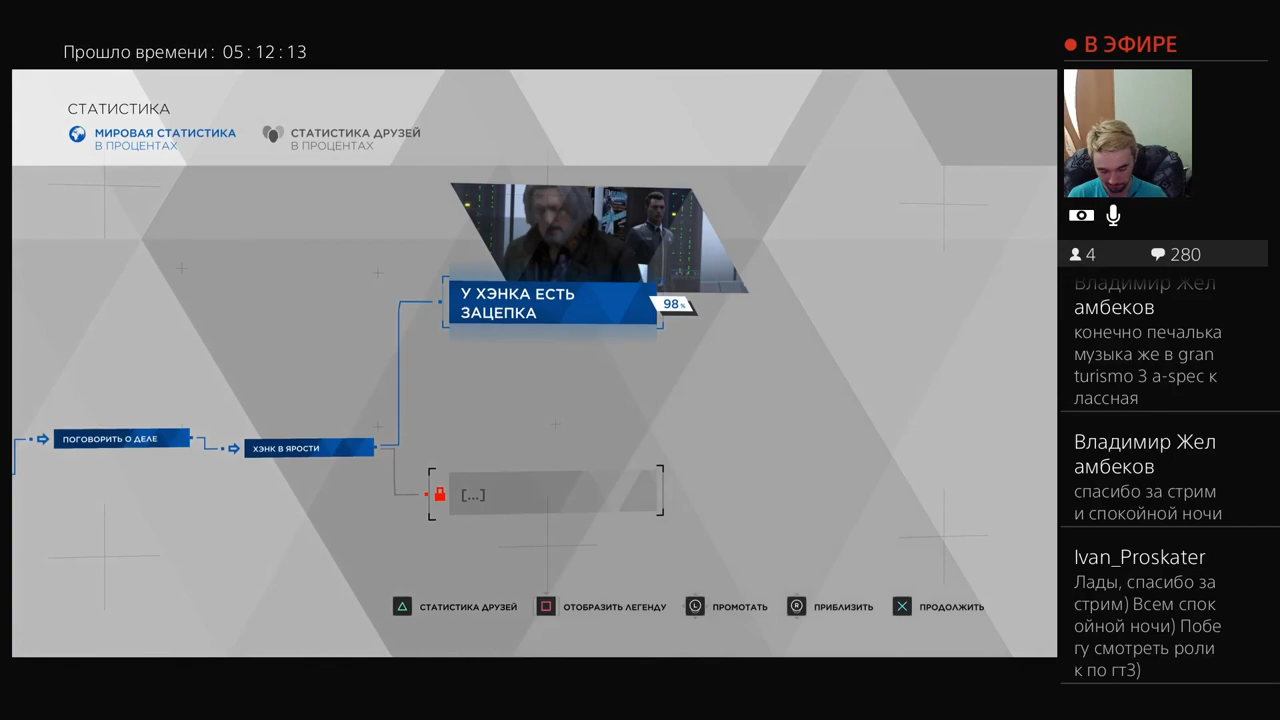 Прошло времени: 05:12:13
В ЭФИРЕ
СТАТИСТИКА
МИРОВАЯ СТАТИСТИКА
В ПРОЦЕНТАХ
СТАТИСТИКА ДРУЗЕЙ
В ПРОЦЕНТАХ
У ХЭНКА ЕСТЬ
ЗАЦЕПКА
98%
ПОГОВОРИТЬ О ДЕЛЕ
ХЭНК В ЯРОСТИ
[...]
СТАТИСТИКА ДРУЗЕЙ
ОТОБРАЗИТЬ ЛЕГЕНДУ
L
ПРОМОТАТЬ
R
ПРИБЛИЗИТЬ
ПРОДОЛЖИТЬ
4
280
Владимир Жел
амбеков
конечно печалька
музыка же в gran
turismo 3 a-spec к
лассная
Владимир Жел
амбеков
спасибо за стрим
и спокойной ночи
Ivan_Proskater
Лады, спасибо за
стрим) Всем спок
ойной ночи) Побе
гу смотреть роли
к по гт3)